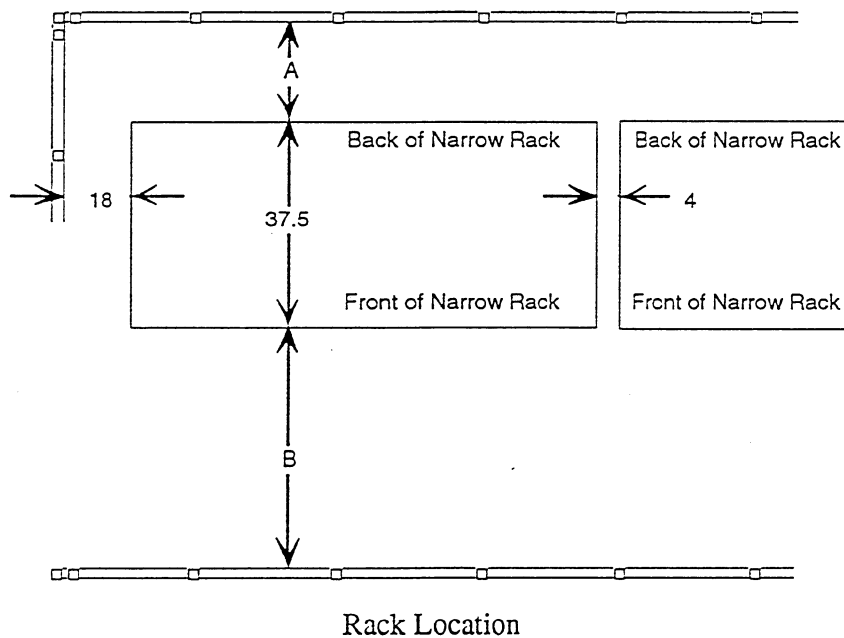 A
Back of Narrow Rack
Back of Narrow Rack
18
4
37.5
Front of Narrow Rack
Front of Narrow Rack
B
Rack Location